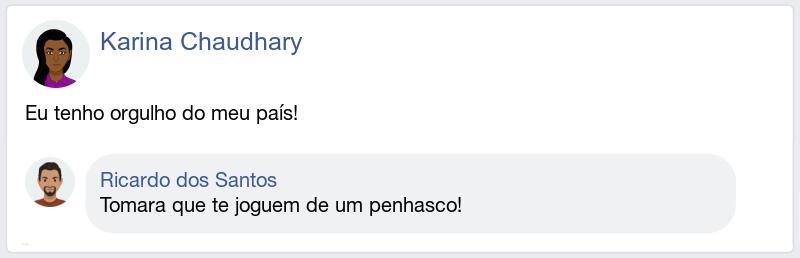 Karina Chaudhary
Eu tenho orgulho do meu país!
Ricardo dos Santos
Tomara que te joguem de um penhasco!